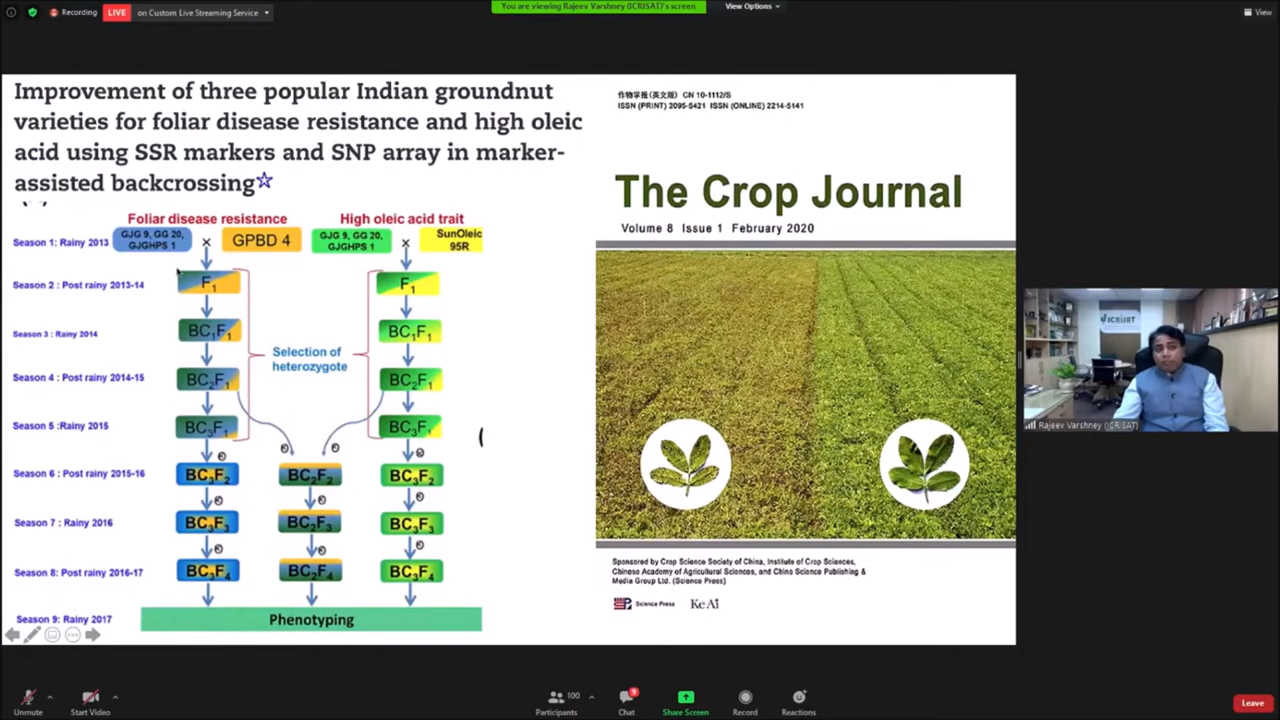 Recording
LIVE
on Custom Live Streaming Service
You are viewing Rajeev Varshney (ICRISAT)'s screen
View Options
View
Improvement of three popular Indian groundnut
varieties for foliar disease resistance and high oleic
acid using SSR markers and SNP array in marker-
assisted backcrossing☆
Foliar disease resistance
High oleic acid trait
Season 1: Rainy 2013
GJG 9, GG 20,
GJGHPS 1
×
GPBD 4
GJG 9, GG 20,
GJGHPS 1
×
SunOleic
95R
Season 2 : Post rainy 2013-14
F1
F1
Season 3 : Rainy 2014
BC1F1
BC1F1
Selection of
heterozygote
Season 4 : Post rainy 2014-15
BC2F1
BC2F1
Season 5 :Rainy 2015
BC3F1
BC3F1
(
Season 6 : Post rainy 2015-16
BC3F2
BC2F2
BC3F2
Season 7 : Rainy 2016
BC3F3
BC2F3
BC3F3
Season 8: Post rainy 2016-17
BC3F4
BC2F4
BC3F4
Season 9: Rainy 2017
Phenotyping
作物学报(英文版) CN 10-1112/S
ISSN (PRINT) 2095-5421 ISSN (ONLINE) 2214-5141
The Crop Journal
Volume 8 Issue 1 February 2020
Sponsored by Crop Science Society of China, Institute of Crop Sciences,
Chinese Academy of Agricultural Sciences, and China Science Publishing &
Media Group Ltd. (Science Press)
Science Press
KeAi
ICRISAT
Rajeev Varshney (ICRISAT)
Unmute
Start Video
100
Participants
9
Chat
Share Screen
Record
Reactions
Leave